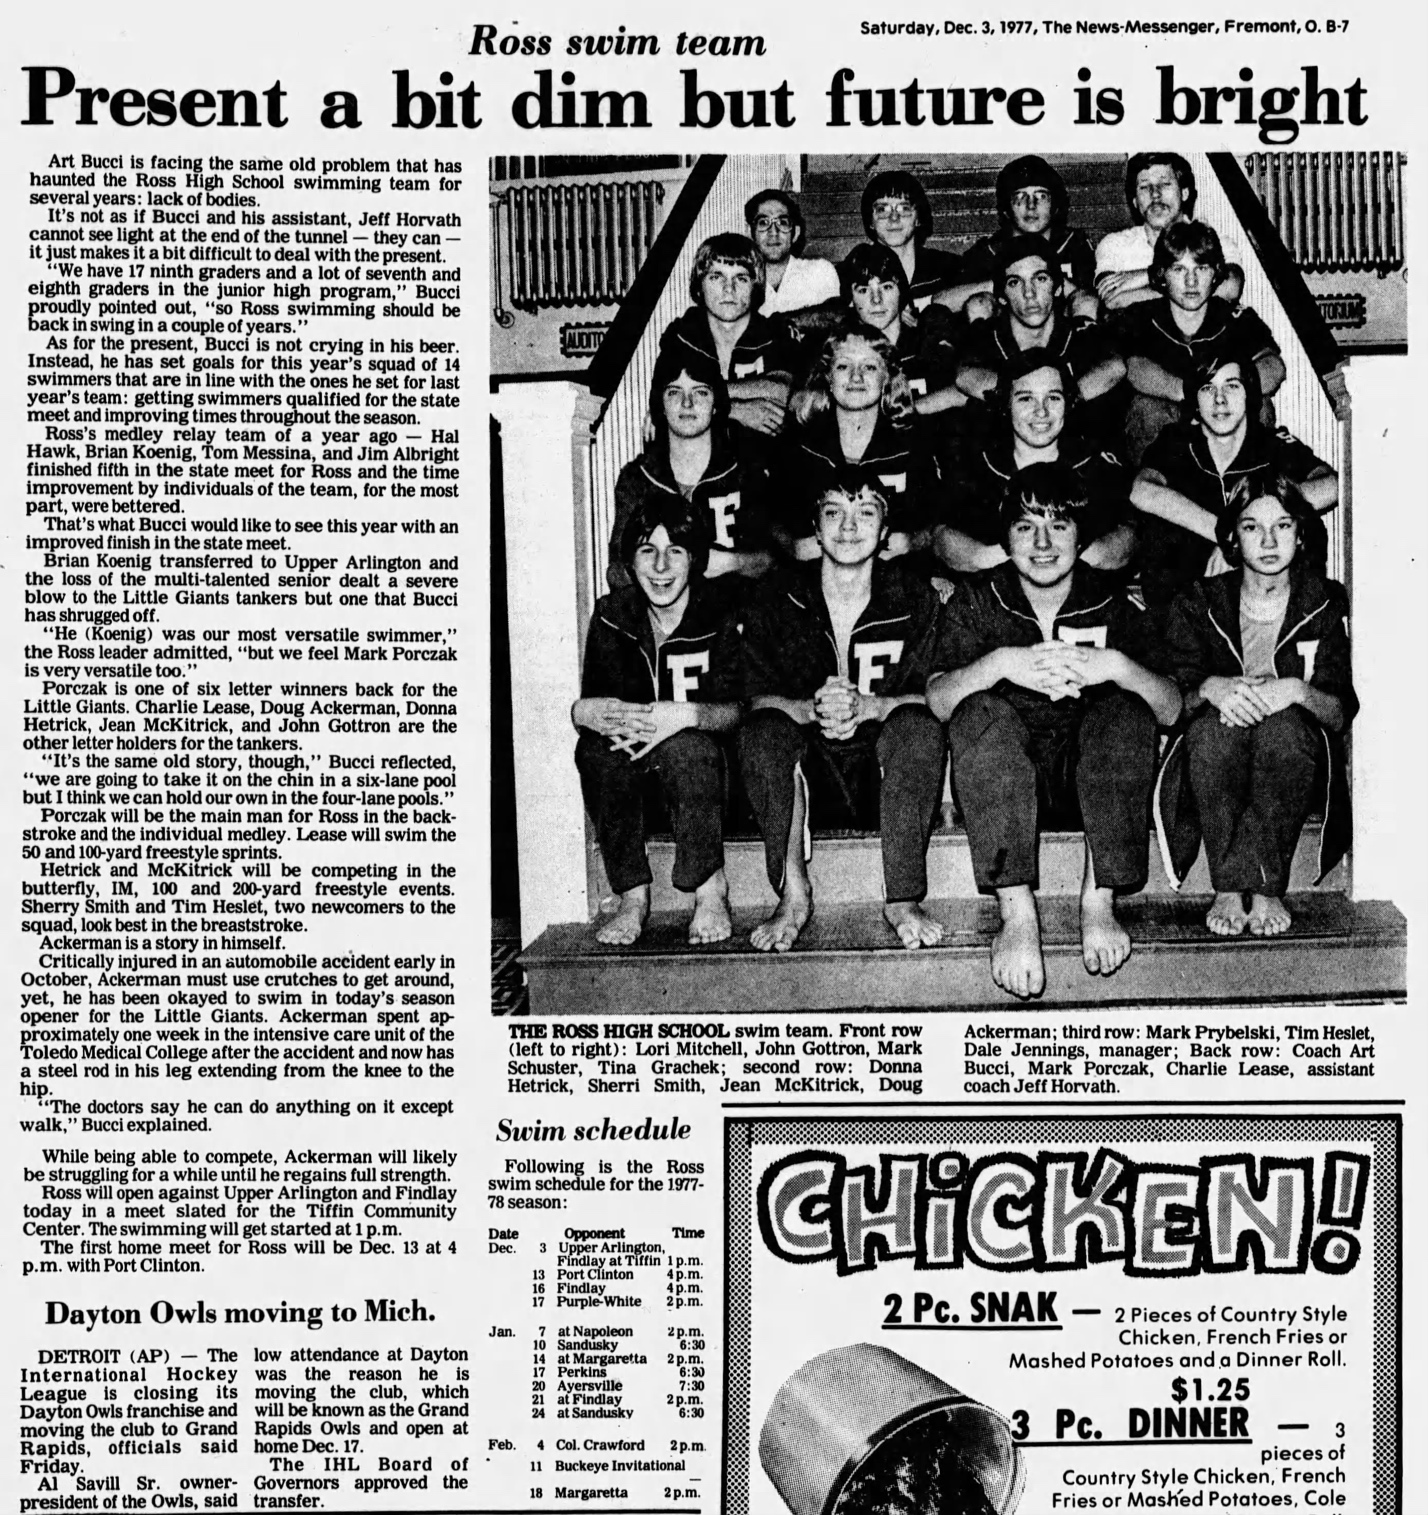 Saturday, Dec. 3, 1977, The News-Messenger, Fremont, O. B-7
Ross swim team
Present a bit dim but future is bright
Art Bucci is facing the same old problem that has
haunted the Ross High School swimming team for
several years: lack of bodies.
It's not as if Bucci and his assistant, Jeff Horvath
cannot see light at the end of the tunnel — they can —
it just makes it a bit difficult to deal with the present.
"We have 17 ninth graders and a lot of seventh and
eighth graders in the junior high program," Bucci
proudly pointed out, "so Ross swimming should be
back in swing in a couple of years."
As for the present, Bucci is not crying in his beer.
Instead, he has set goals for this year's squad of 14
swimmers that are in line with the ones he set for last
year's team: getting swimmers qualified for the state
meet and improving times throughout the season.
Ross's medley relay team of a year ago — Hal
Hawk, Brian Koenig, Tom Messina, and Jim Albright
finished fifth in the state meet for Ross and the time
improvement by individuals of the team, for the most
part, were bettered.
That's what Bucci would like to see this year with an
improved finish in the state meet.
Brian Koenig transferred to Upper Arlington and
the loss of the multi-talented senior dealt a severe
blow to the Little Giants tankers but one that Bucci
has shrugged off.
"He (Koenig) was our most versatile swimmer,"
the Ross leader admitted, "but we feel Mark Porczak
is very versatile too."
Porczak is one of six letter winners back for the
Little Giants. Charlie Lease, Doug Ackerman, Donna
Hetrick, Jean McKitrick, and John Gottron are the
other letter holders for the tankers.
"It's the same old story, though," Bucci reflected,
"we are going to take it on the chin in a six-lane pool
but I think we can hold our own in the four-lane pools."
Porczak will be the main man for Ross in the back-
stroke and the individual medley. Lease will swim the
50 and 100-yard freestyle sprints.
Hetrick and McKitrick will be competing in the
butterfly, IM, 100 and 200-yard freestyle events.
Sherry Smith and Tim Heslet, two newcomers to the
squad, look best in the breaststroke.
Ackerman is a story in himself.
Critically injured in an automobile accident early in
October, Ackerman must use crutches to get around,
yet, he has been okayed to swim in today's season
opener for the Little Giants. Ackerman spent ap-
proximately one week in the intensive care unit of the
Toledo Medical College after the accident and now has
a steel rod in his leg extending from the knee to the
hip.
"The doctors say he can do anything on it except
walk," Bucci explained.
While being able to compete, Ackerman will likely
be struggling for a while until he regains full strength.
Ross will open against Upper Arlington and Findlay
today in a meet slated for the Tiffin Community
Center. The swimming will get started at 1 p.m.
The first home meet for Ross will be Dec. 13 at 4
p.m. with Port Clinton.
AUDITO
TORIUM
F
F
F
THE ROSS HIGH SCHOOL swim team. Front row
(left to right): Lori Mitchell, John Gottron, Mark
Schuster, Tina Grachek; second row: Donna
Hetrick, Sherri Smith, Jean McKitrick, Doug
Ackerman; third row: Mark Prybelski, Tim Heslet,
Dale Jennings, manager; Back row: Coach Art
Bucci, Mark Porczak, Charlie Lease, assistant
coach Jeff Horvath.
Dayton Owls moving to Mich.
DETROIT (AP) — The
International Hockey
League is closing its
Dayton Owls franchise and
moving the club to Grand
Rapids, officials said
Friday.
Al Savill Sr. owner-
president of the Owls, said
low attendance at Dayton
was the reason he is
moving the club, which
will be known as the Grand
Rapids Owls and open at
home Dec. 17.
The IHL Board of
Governors approved the
transfer.
Swim schedule
Following is the Ross
swim schedule for the 1977-
78 season:
Date Opponent Time
Dec. 3 Upper Arlington,
Findlay at Tiffin 1 p.m.
13 Port Clinton 4 p.m.
16 Findlay 4 p.m.
17 Purple-White 2 p.m.
Jan. 7 at Napoleon 2 p.m.
10 Sandusky 6:30
14 at Margaretta 2 p.m.
17 Perkins 6:30
20 Ayersville 7:30
21 at Findlay 2 p.m.
24 at Sandusky 6:30
Feb. 4 Col. Crawford 2 p.m.
11 Buckeye Invitational
—
18 Margaretta 2 p.m.
CHiCKEN!
2 Pc. SNAK — 2 Pieces of Country Style
Chicken, French Fries or
Mashed Potatoes and a Dinner Roll.
$1.25
3 Pc. DINNER — 3
pieces of
Country Style Chicken, French
Fries or Mashed Potatoes, Cole